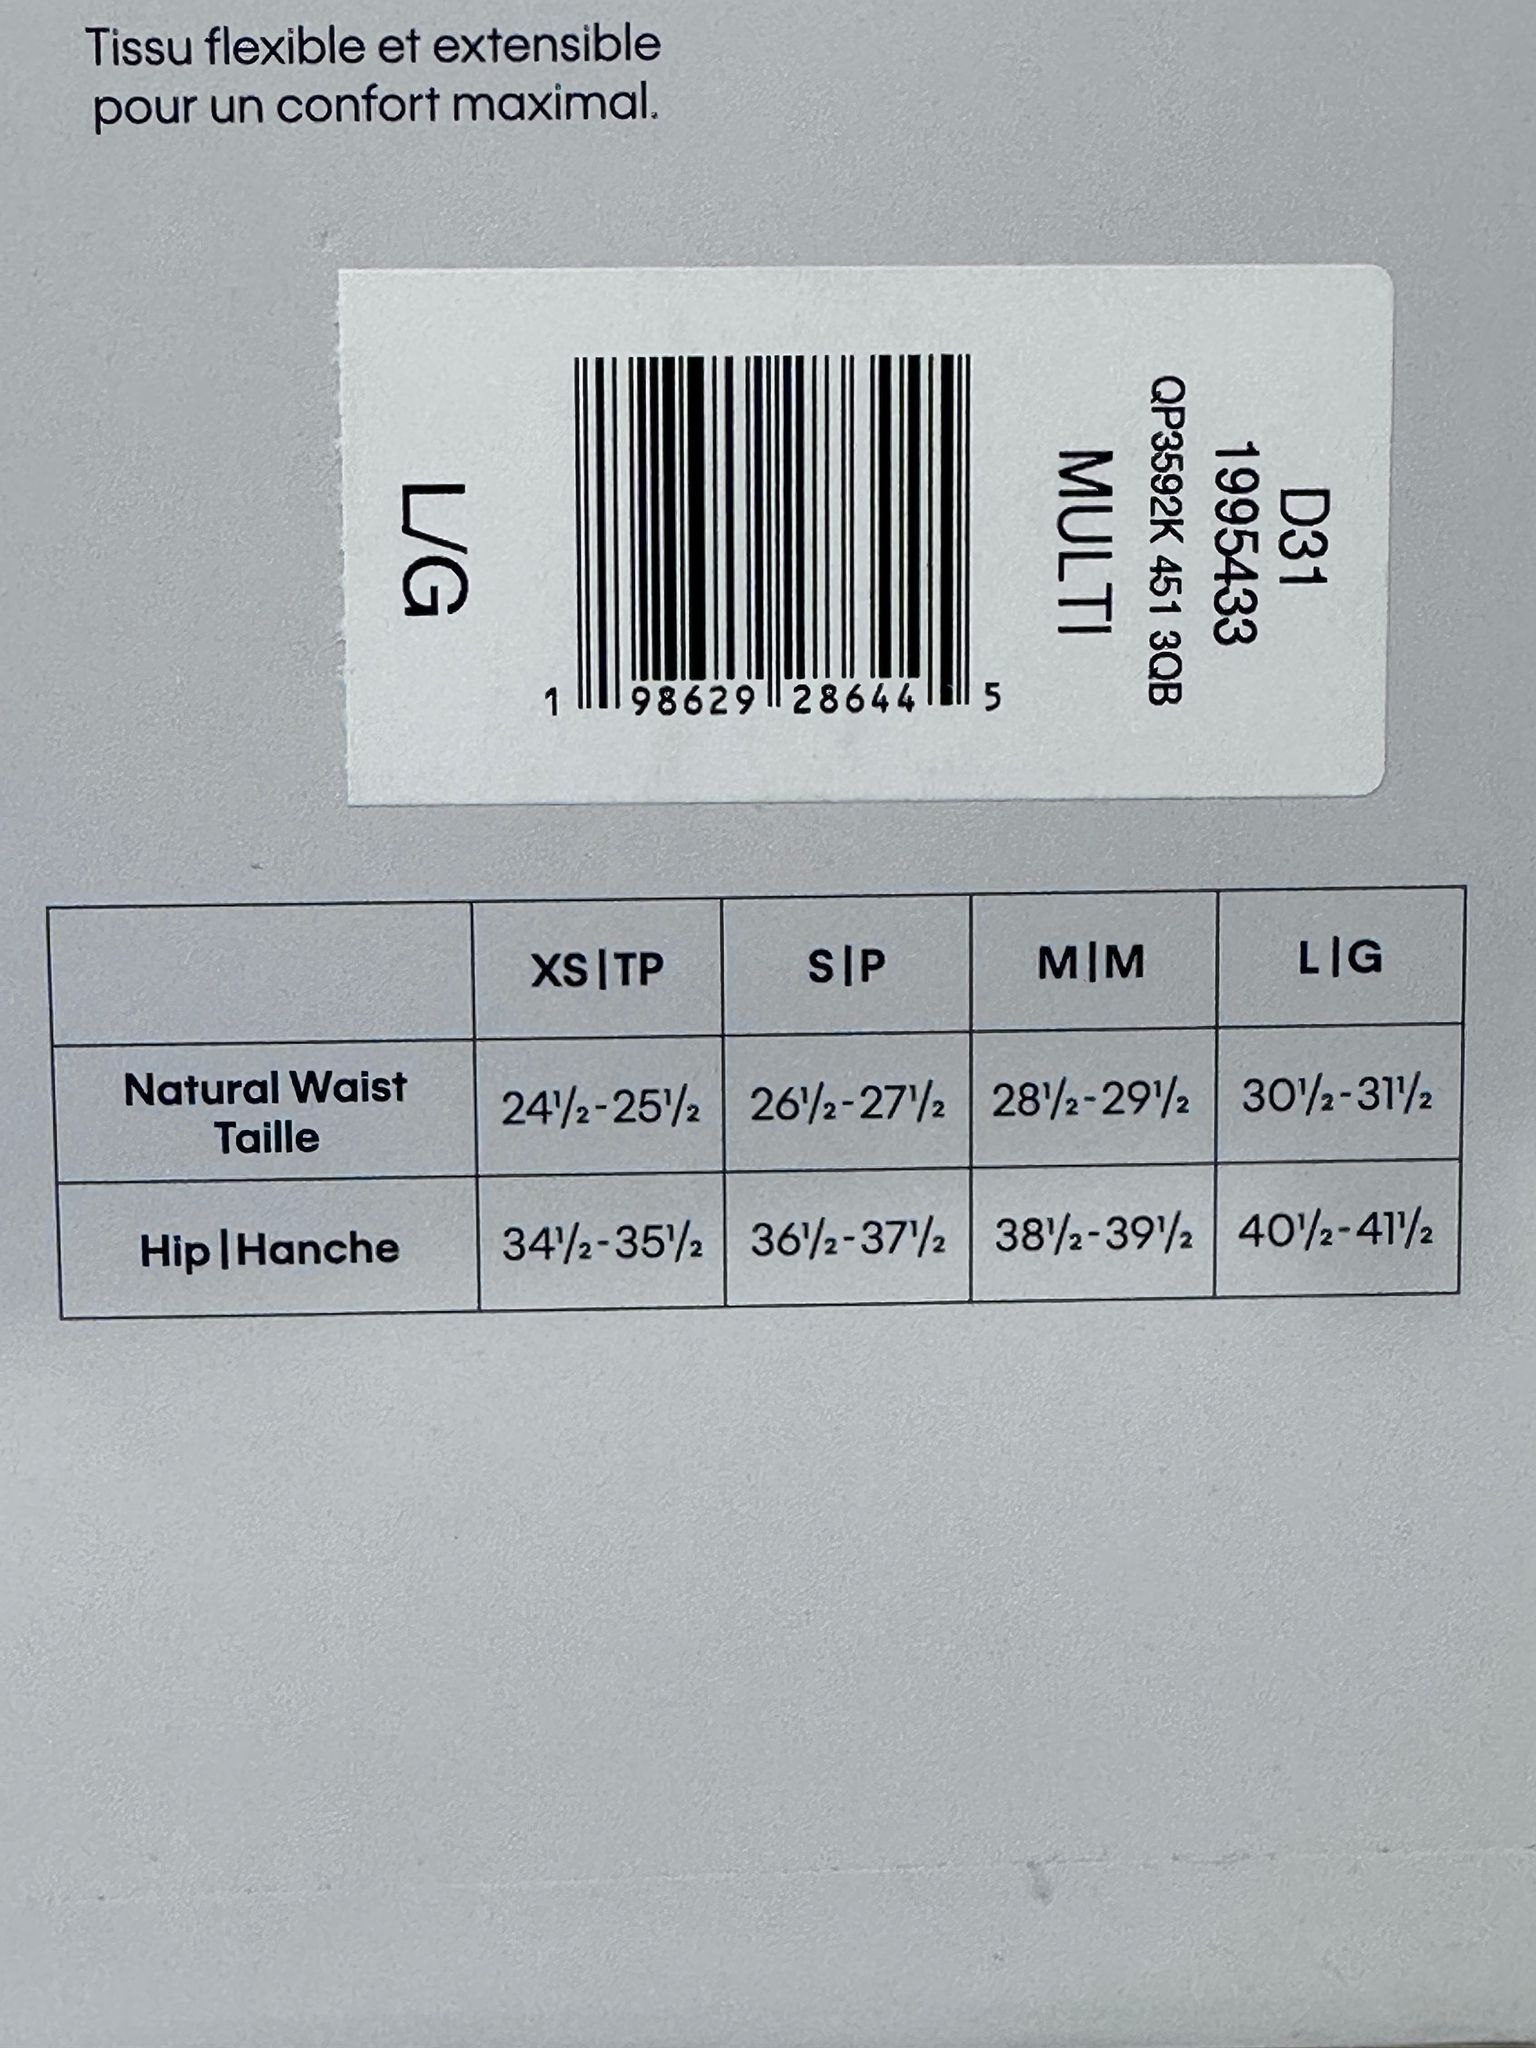 Tissu flexible et extensible
pour un confort maximal.
D31
1995433
QP3592K 451 3QB
MULTI
1 98629 28644 5
L/G
XS|TP S|P M|M L|G
Natural Waist
Taille
24½-25½ 26½-27½ 28½-29½ 30½-31½
Hip|Hanche 34½-35½ 36½-37½ 38½-39½ 40½-41½